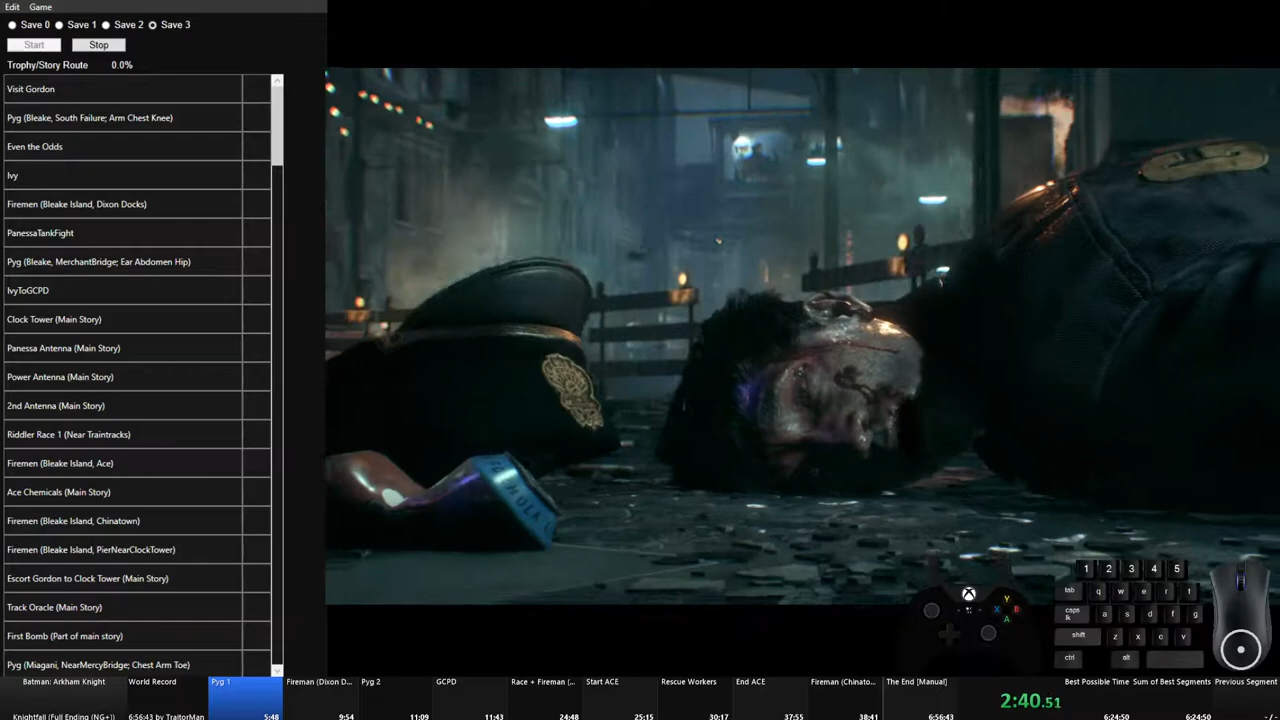 Edit Game
Save 0 Save 1 Save 2 Save 3
Start Stop
Trophy/Story Route 0.0%
Visit Gordon
Pyg (Bleake, South Failure; Arm Chest Knee)
Even the Odds
Ivy
Firemen (Bleake Island, Dixon Docks)
PanessaTankFight
Pyg (Bleake, MerchantBridge; Ear Abdomen Hip)
IvyToGCPD
Clock Tower (Main Story)
Panessa Antenna (Main Story)
Power Antenna (Main Story)
2nd Antenna (Main Story)
Riddler Race 1 (Near Traintracks)
Firemen (Bleake Island, Ace)
Ace Chemicals (Main Story)
Firemen (Bleake Island, Chinatown)
Firemen (Bleake Island, PierNearClockTower)
Escort Gordon to Clock Tower (Main Story)
Track Oracle (Main Story)
First Bomb (Part of main story)
Pyg (Miagani, NearMercyBridge; Chest Arm Toe)
Y
X B
A
1 2 3 4 5
tab q w e r t
caps lk a s d f g
shift z x c v
ctrl alt
Batman: Arkham Knight World Record Pyg 1 Fireman (Dixon D... Pyg 2 GCPD Race + Fireman (... Start ACE Rescue Workers End ACE Fireman (Chinato... The End [Manual] 2:40.51 Best Possible Time Sum of Best Segments Previous Segment
Knightfall (Full Ending (NG+)) 6:56:43 by TraitorMan 5:48 9:54 11:09 11:43 24:48 25:15 30:17 37:55 38:41 6:56:43 6:24:50 6:24:50 - / -